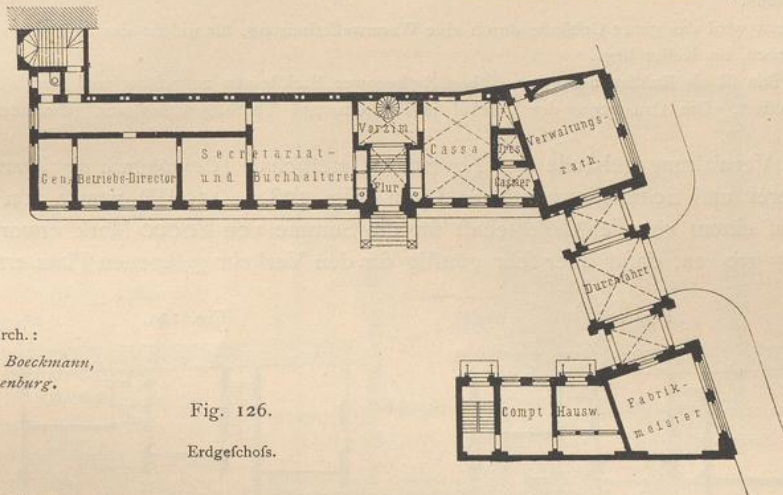 Vorzim.
Verwaltungs-
rath.
Cassa
Tres.
Cassier
Secretariat-
und Buchhalterei
Gen. Betriebs-Director
Flur
Durchfahrt
rch.:
Boeckmann,
enburg.
Fig. 126.
Erdgeſchoſs.
Compt Hausw.
Fabrik-
meister